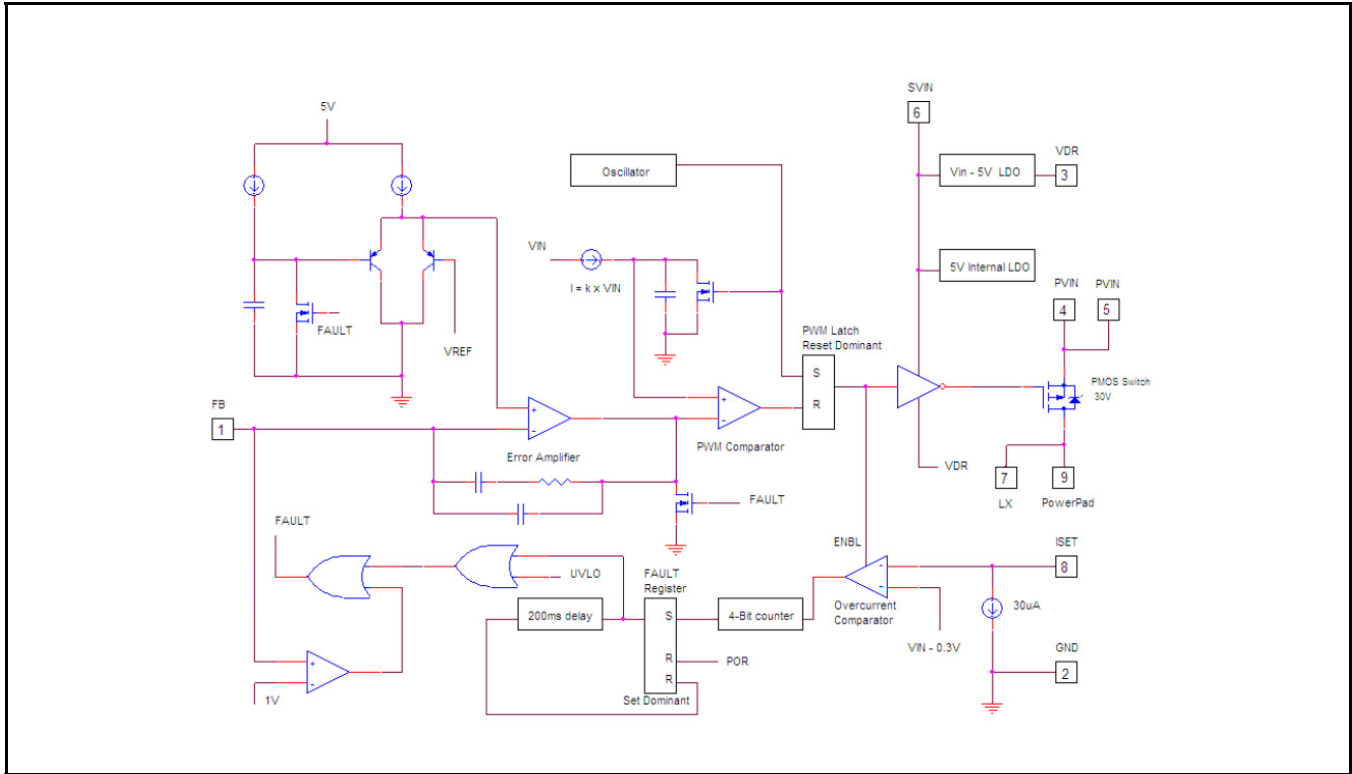 5V
FAULT
VREF
Oscillator
VIN
I = k x VIN
SVIN
6
Vin - 5V LDO
VDR
3
5V Internal LDO
PVIN
4
PVIN
5
PMOS Switch
30V
PWM Latch
Reset Dominant
S
R
FB
1
+
-
Error Amplifier
+
-
PWM Comparator
VDR
7
LX
9
PowerPad
FAULT
FAULT
UVLO
ENBL
ISET
8
-
-
Overcurrent
Comparator
30uA
VIN - 0.3V
GND
2
FAULT
Register
200ms delay
S
R
R
4-Bit counter
POR
Set Dominant
+
-
1V